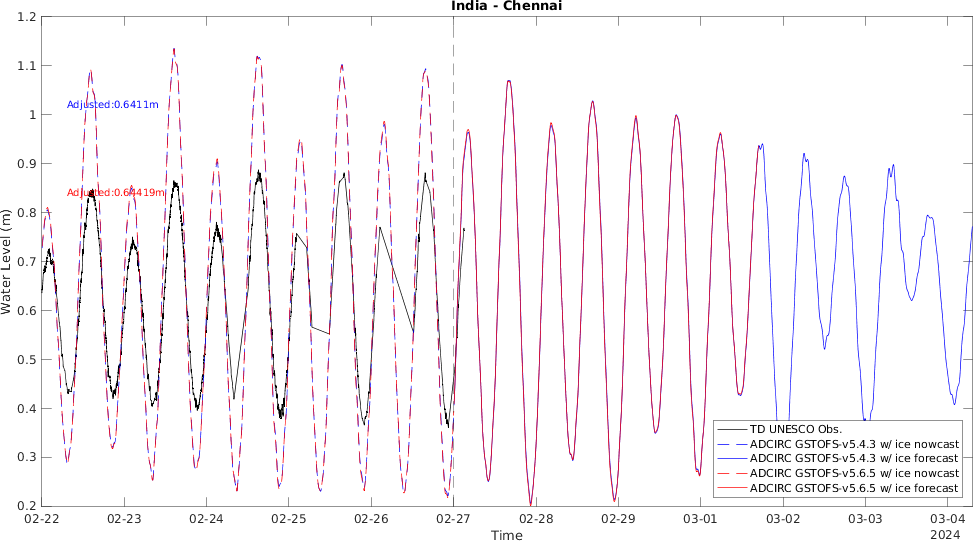 India - Chennai
1.2
1.1
1
0.9
0.8
0.7
0.6
0.5
0.4
0.3
0.2
Water Level (m)
Adjusted:0.6411m
Adjusted:0.64419m
TD UNESCO Obs.
ADCIRC GSTOFS-v5.4.3 w/ ice nowcast
ADCIRC GSTOFS-v5.4.3 w/ ice forecast
ADCIRC GSTOFS-v5.6.5 w/ ice nowcast
ADCIRC GSTOFS-v5.6.5 w/ ice forecast
02-22 02-23 02-24 02-25 02-26 02-27 02-28 02-29 03-01 03-02 03-03 03-04
Time
2024